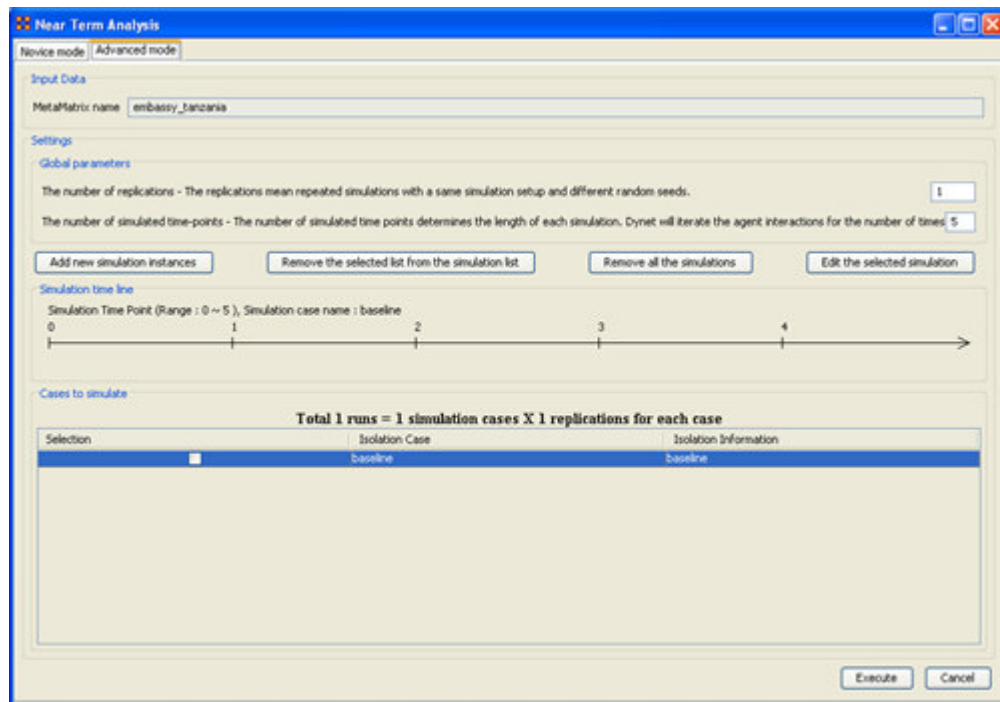 Near Term Analysis
Novice mode Advanced mode
Input Data
MetaMatrix name embassy_tanzania
Settings
Global parameters
The number of replications - The replications mean repeated simulations with a same simulation setup and different random seeds. 1
The number of simulated time-points - The number of simulated time points determines the length of each simulation. Dynet will iterate the agent interactions for the number of times 5
Add new simulation instances Remove the selected list from the simulation list Remove all the simulations Edit the selected simulation
Simulation time line
Simulation Time Point (Range : 0 ~ 5 ), Simulation case name : baseline
0 1 2 3 4
Cases to simulate
Total 1 runs = 1 simulation cases X 1 replications for each case
Selection Isolation Case Isolation Information
baseline baseline
Execute Cancel